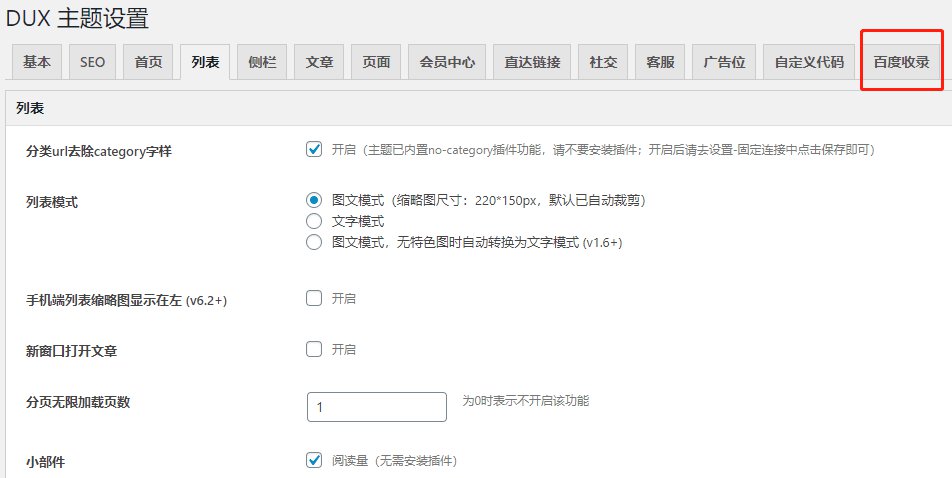 DUX 主题设置
基本 SEO 首页 列表 侧栏 文章 页面 会员中心 直达链接 社交 客服 广告位 自定义代码 百度收录
列表
分类url去除category字样 开启（主题已内置no-category插件功能，请不要安装插件；开启后请去设置-固定连接中点击保存即可）
列表模式 图文模式（缩略图尺寸：220*150px，默认已自动裁剪）
文字模式
图文模式，无特色图时自动转换为文字模式 (v1.6+)
手机端列表缩略图显示在左 (v6.2+) 开启
新窗口打开文章 开启
分页无限加载页数 1 为0时表示不开启该功能
小部件 阅读量（无需安装插件）